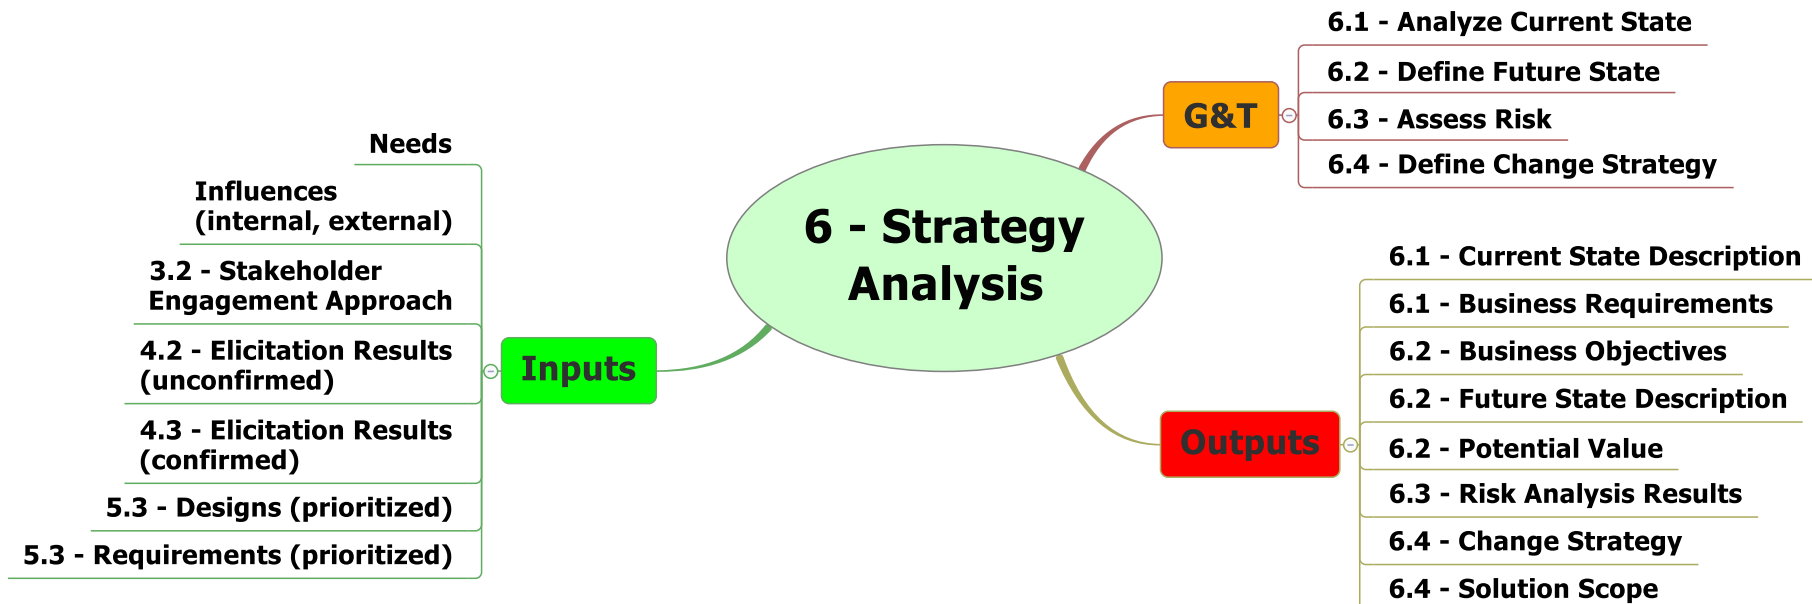 6 - Strategy
Analysis
G&T
6.1 - Analyze Current State
6.2 - Define Future State
6.3 - Assess Risk
6.4 - Define Change Strategy
Inputs
Needs
Influences
(internal, external)
3.2 - Stakeholder
Engagement Approach
4.2 - Elicitation Results
(unconfirmed)
4.3 - Elicitation Results
(confirmed)
5.3 - Designs (prioritized)
5.3 - Requirements (prioritized)
Outputs
6.1 - Current State Description
6.1 - Business Requirements
6.2 - Business Objectives
6.2 - Future State Description
6.2 - Potential Value
6.3 - Risk Analysis Results
6.4 - Change Strategy
6.4 - Solution Scope